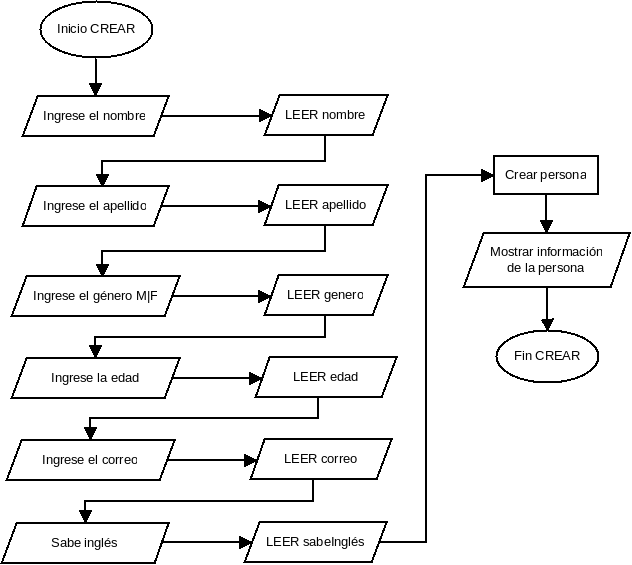 Inicio CREAR
Ingrese el nombre
LEER nombre
Ingrese el apellido
LEER apellido
Ingrese el género M|F
LEER genero
Ingrese la edad
LEER edad
Ingrese el correo
LEER correo
Sabe inglés
LEER sabeInglés
Crear persona
Mostrar información
de la persona
Fin CREAR